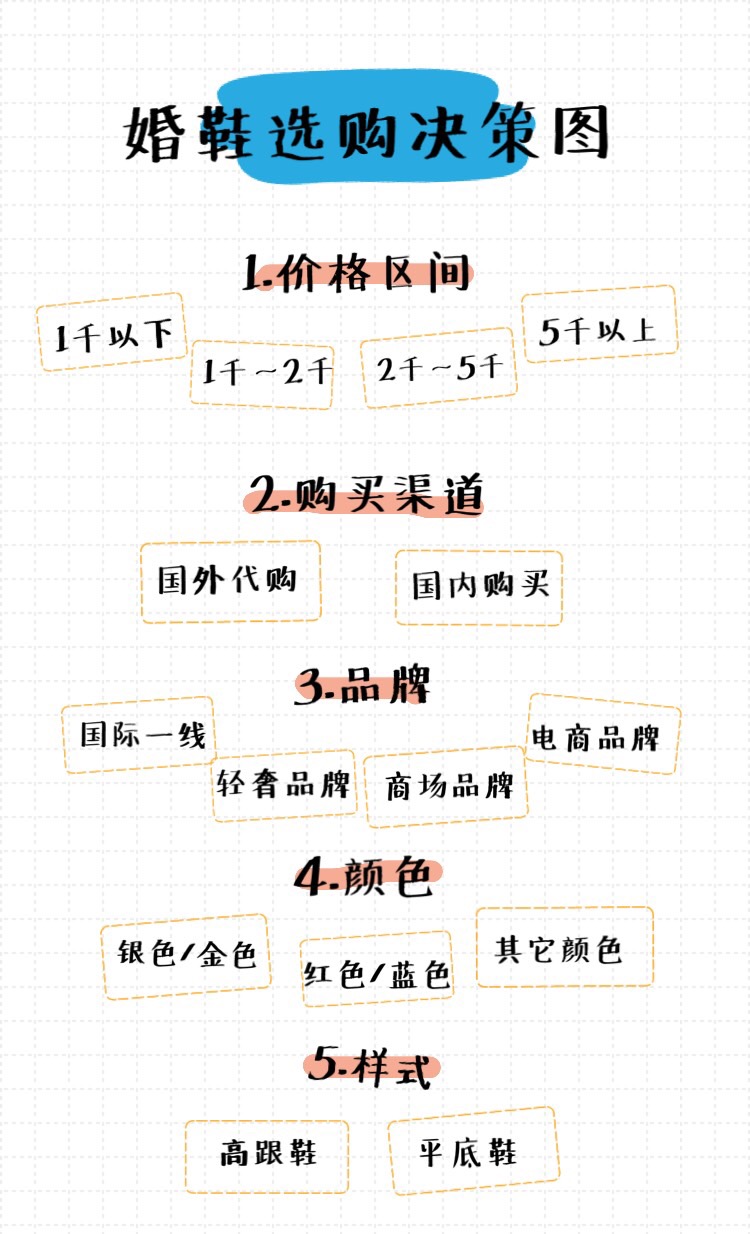 婚鞋选购决策图
1.价格区间
1千以下
1千~2千
2千~5千
5千以上
2.购买渠道
国外代购
国内购买
3.品牌
国际一线
轻奢品牌
商场品牌
电商品牌
4.颜色
银色/金色
红色/蓝色
其它颜色
5.样式
高跟鞋
平底鞋